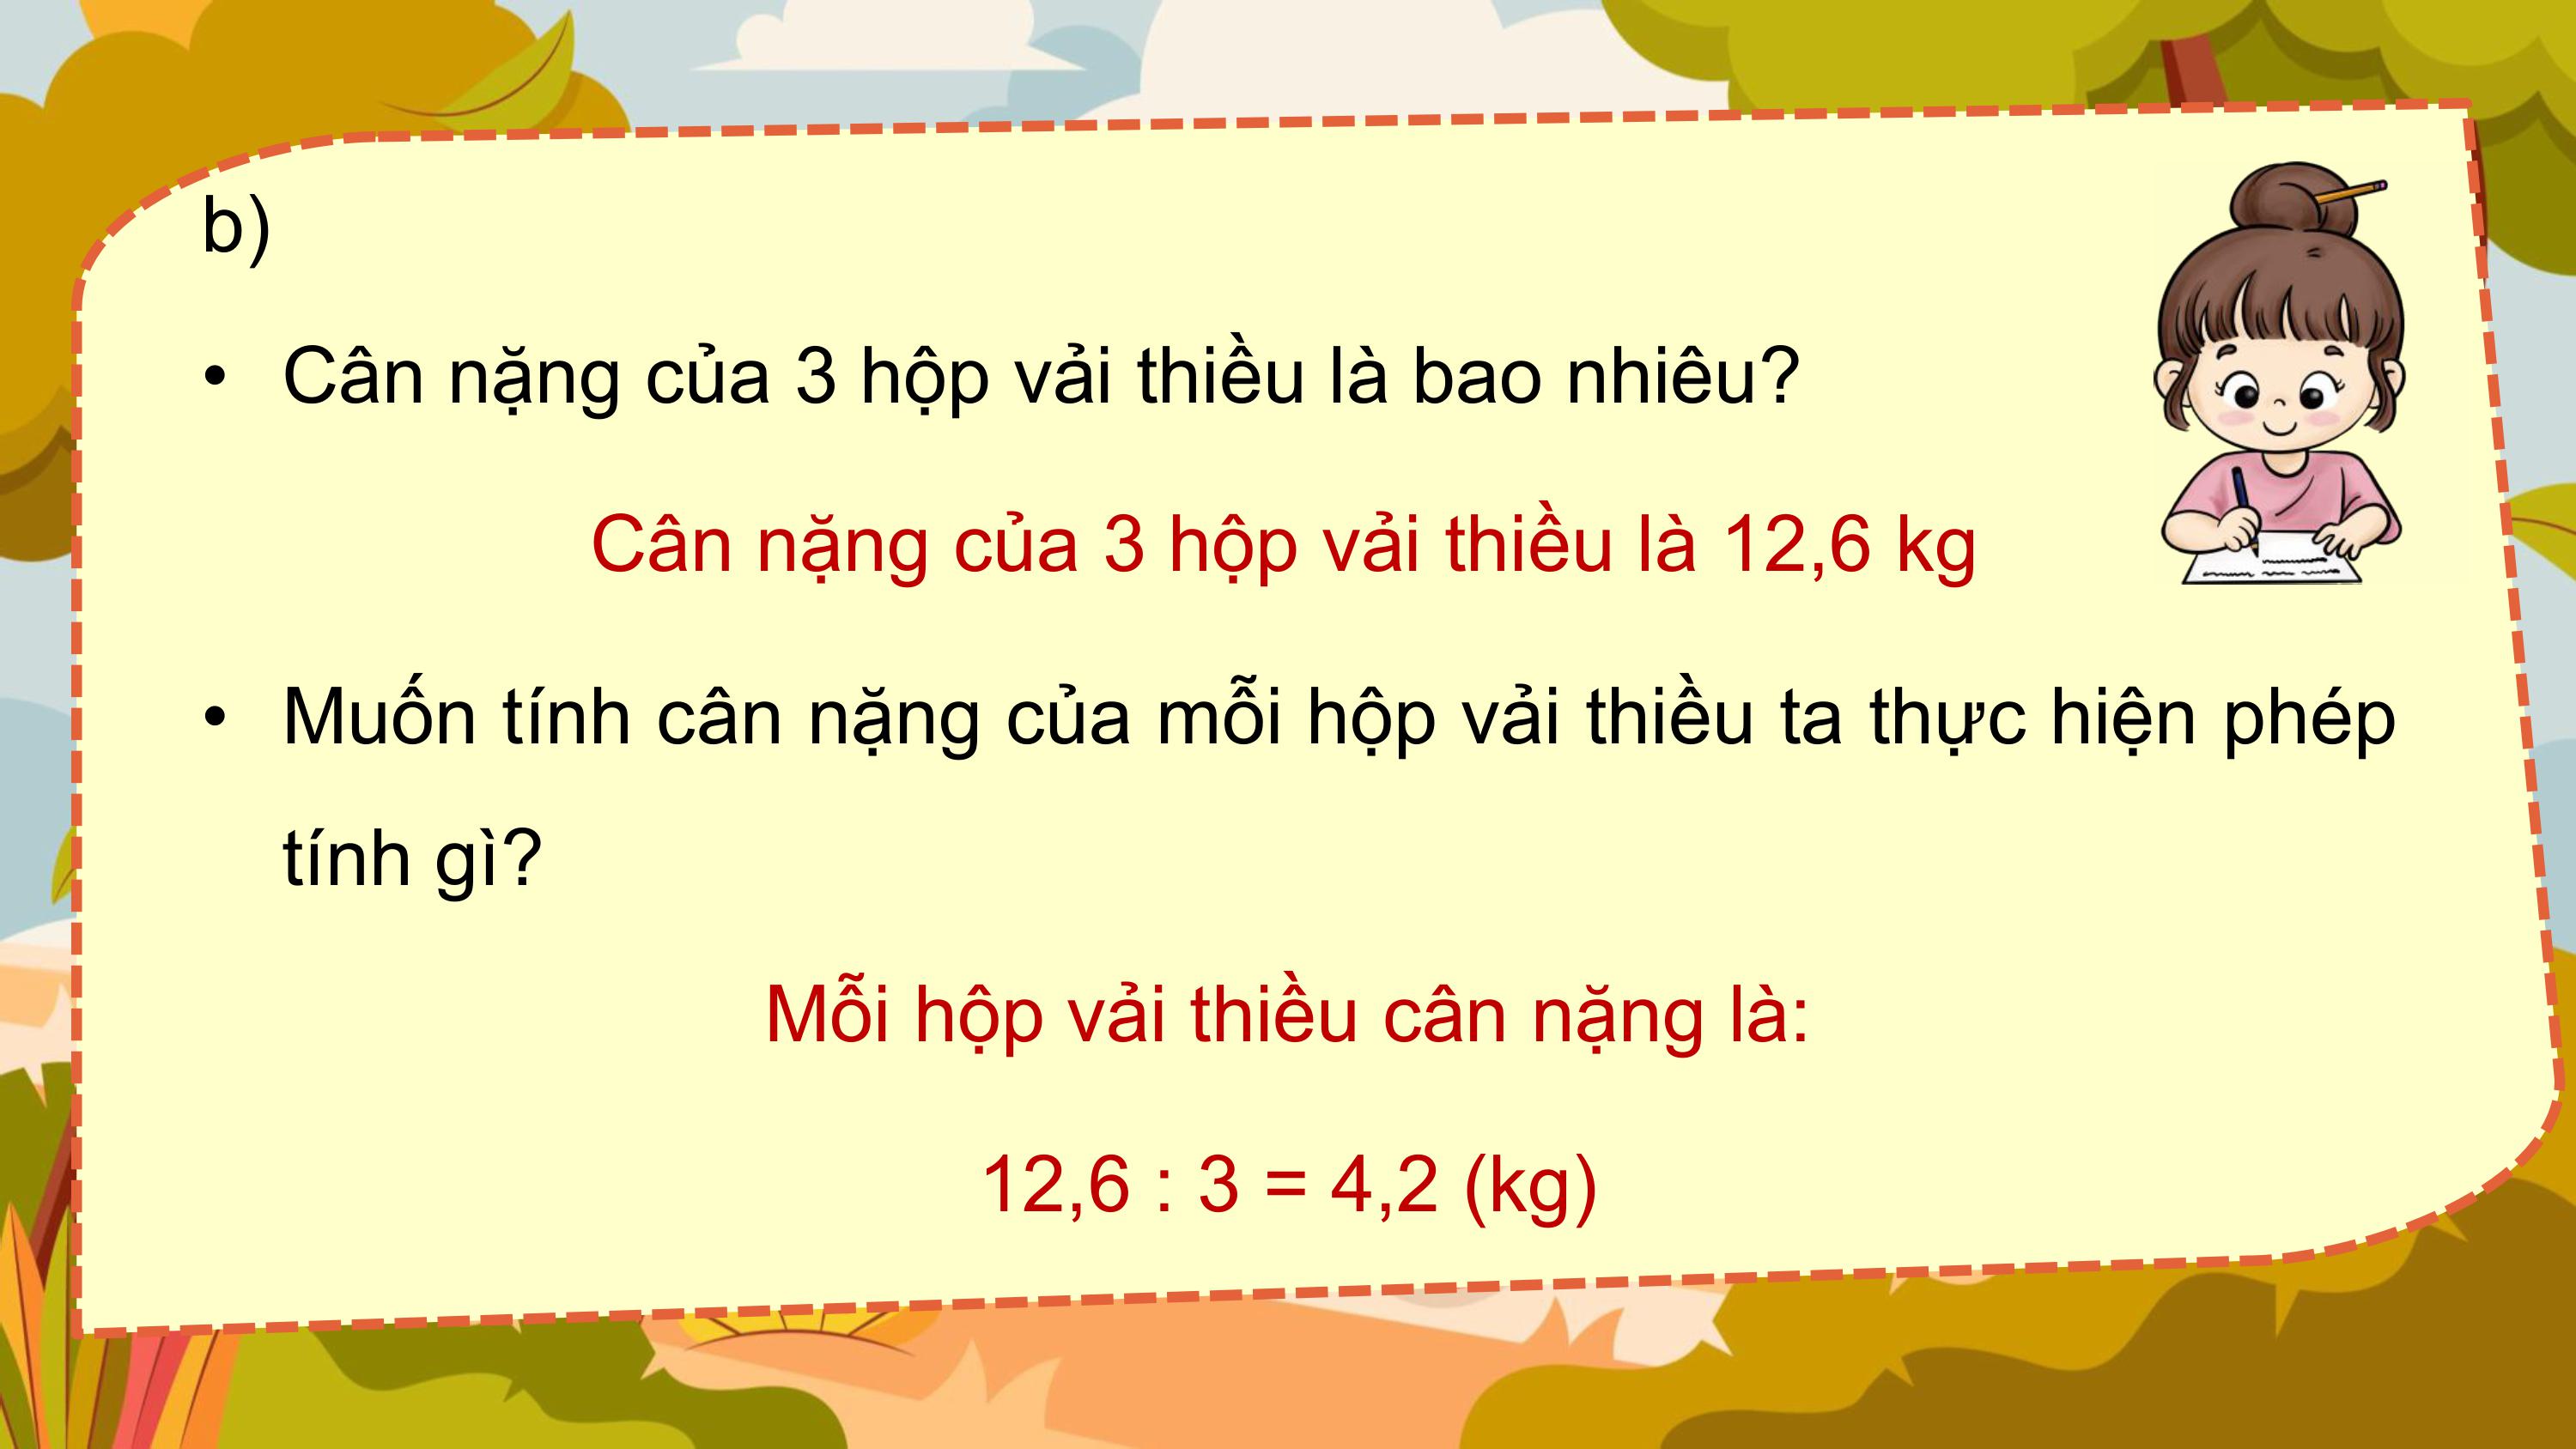 b)
• Cân nặng của 3 hộp vải thiều là bao nhiêu?
Cân nặng của 3 hộp vải thiều là 12,6 kg
• Muốn tính cân nặng của mỗi hộp vải thiều ta thực hiện phép
tính gì?
Mỗi hộp vải thiều cân nặng là:
12,6 : 3 = 4,2 (kg)